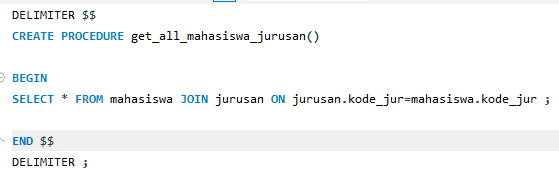 DELIMITER $$
CREATE PROCEDURE get_all_mahasiswa_jurusan()
BEGIN
SELECT * FROM mahasiswa JOIN jurusan ON jurusan.kode_jur=mahasiswa.kode_jur ;
END $$
DELIMITER ;